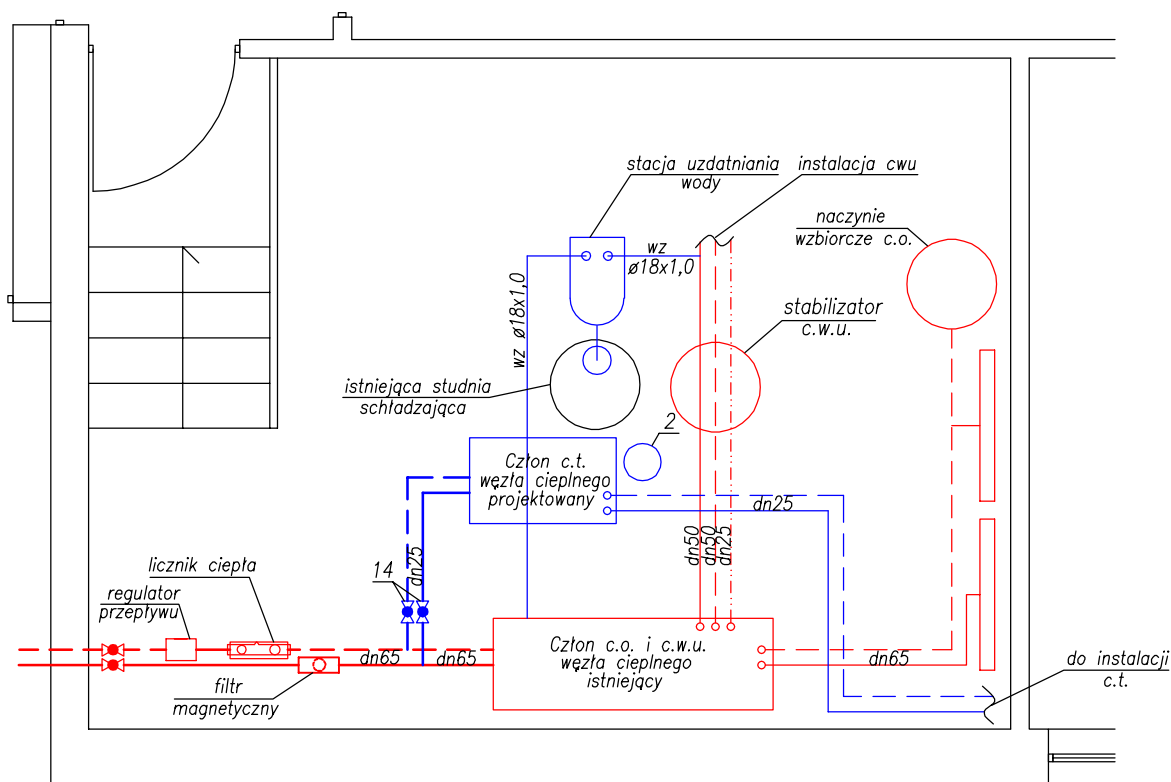 stacja uzdatniania
wody
instalacja cwu
naczynie
wzbiorcze c.o.
wz
ø18x1,0
wz ø18x1,0
stabilizator
c.w.u.
istniejąca studnia
schładzająca
2
Człon c.t.
węzła cieplnego
projektowany
dn25
dn50
dn50
dn25
licznik ciepła
14
dn25
regulator
przepływu
dn65
dn65
Człon c.o. i c.w.u.
węzła cieplnego
istniejący
dn65
do instalacji
c.t.
filtr
magnetyczny